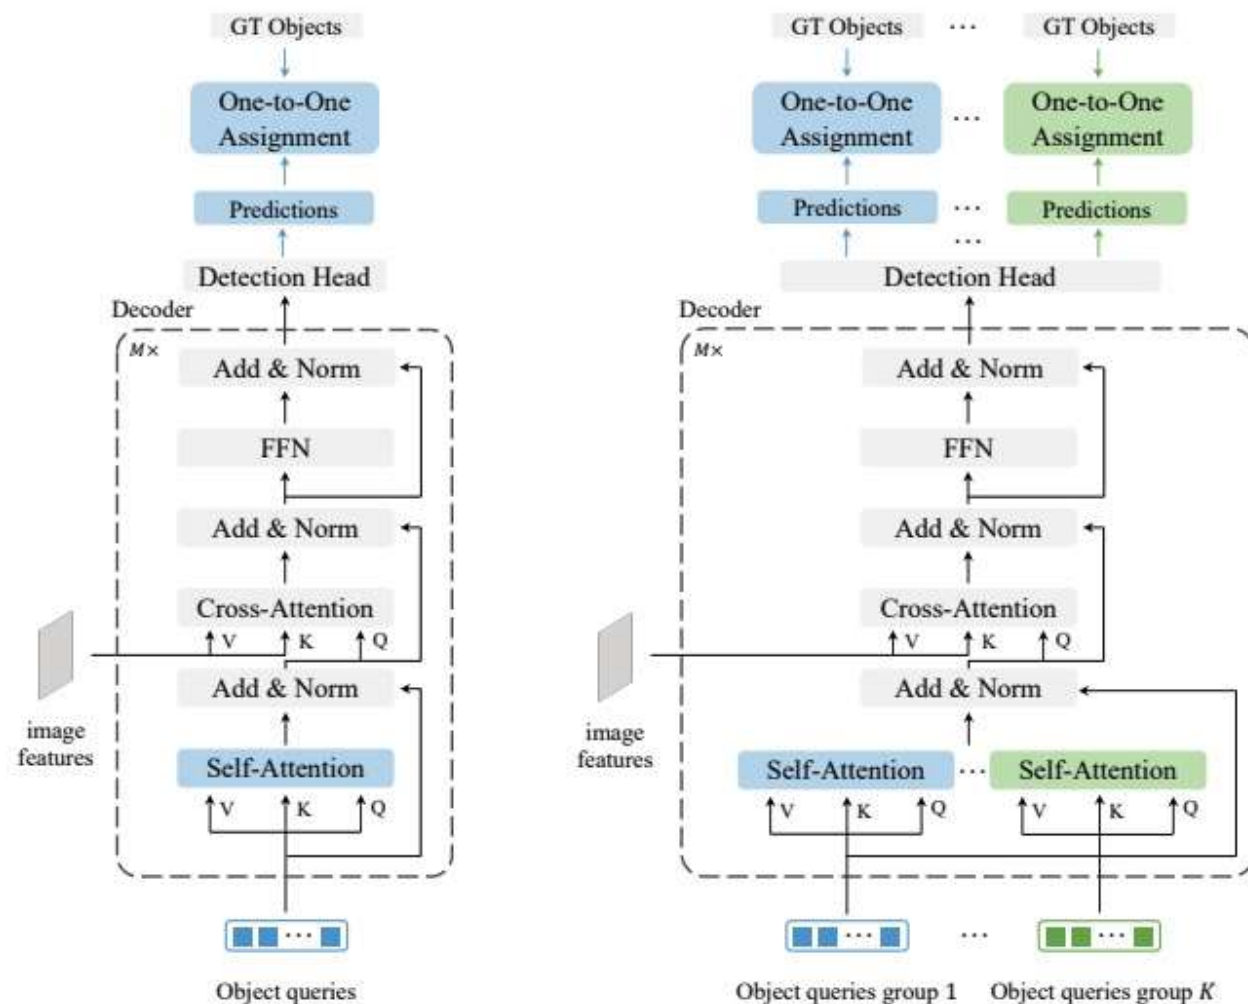 GT Objects
One-to-One
Assignment
Predictions
Detection Head
Decoder
M×
Add & Norm
FFN
Add & Norm
Cross-Attention
V K Q
Add & Norm
image
features
Self-Attention
V K Q
···
Object queries
GT Objects ··· GT Objects
One-to-One ··· One-to-One
Assignment Assignment
Predictions ··· Predictions
···
Detection Head
Decoder
M×
Add & Norm
FFN
Add & Norm
Cross-Attention
V K Q
Add & Norm
image
features
Self-Attention ··· Self-Attention
V K Q V K Q
··· ··· ···
Object queries group 1 Object queries group K